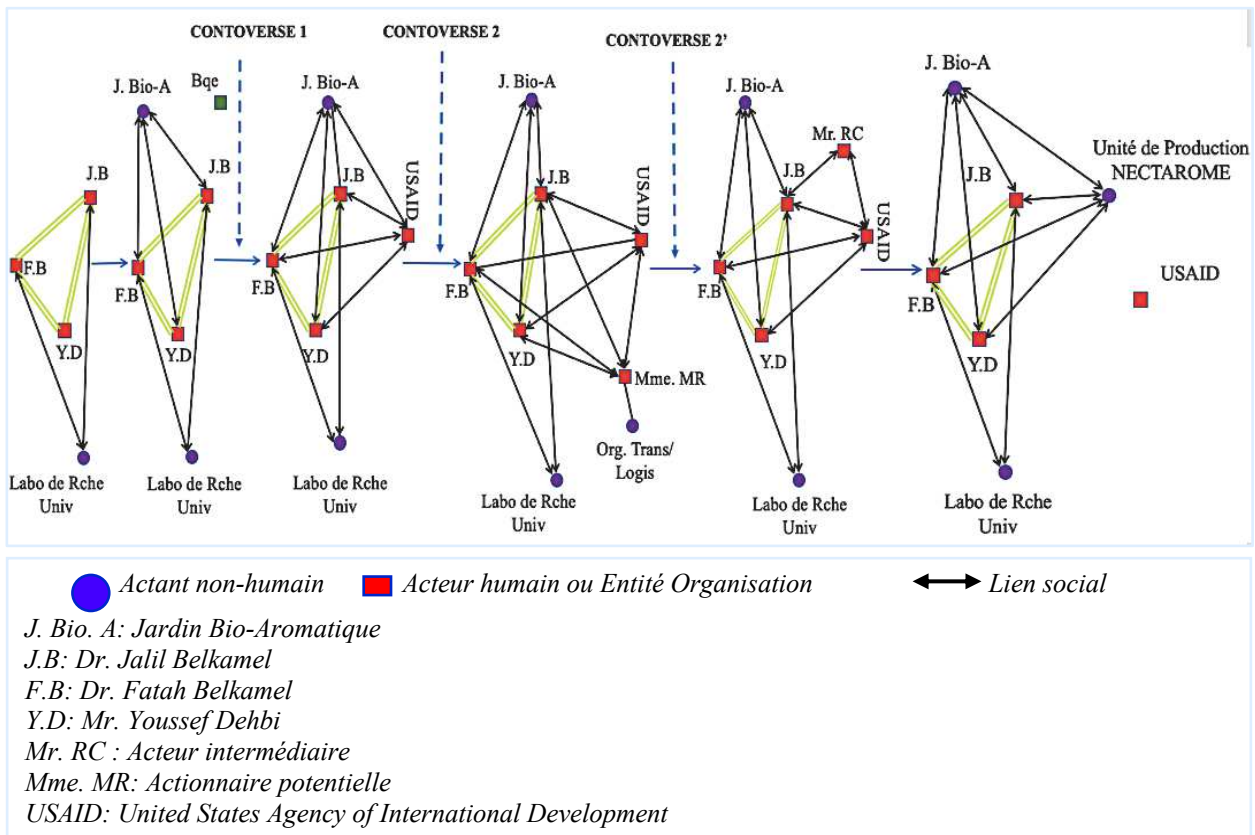 CONTOVERSE 1
CONTOVERSE 2
CONTOVERSE 2'
J. Bio-A
Bqe
J. Bio-A
J. Bio-A
J. Bio-A
J. Bio-A
Mr. RC
Unité de Production
NECTAROME
J.B
J.B
J.B
J.B
J.B
J.B
USAID
USAID
USAID
USAID
F.B
F.B
F.B
F.B
F.B
F.B
Y.D
Y.D
Y.D
Y.D
Y.D
Y.D
Mme. MR
Org. Trans/
Logis
Labo de Rche
Univ
Labo de Rche
Univ
Labo de Rche
Univ
Labo de Rche
Univ
Labo de Rche
Univ
Labo de Rche
Univ
Actant non-humain
Acteur humain ou Entité Organisation
Lien social
J. Bio. A: Jardin Bio-Aromatique
J.B: Dr. Jalil Belkamel
F.B: Dr. Fatah Belkamel
Y.D: Mr. Youssef Dehbi
Mr. RC : Acteur intermédiaire
Mme. MR: Actionnaire potentielle
USAID: United States Agency of International Development